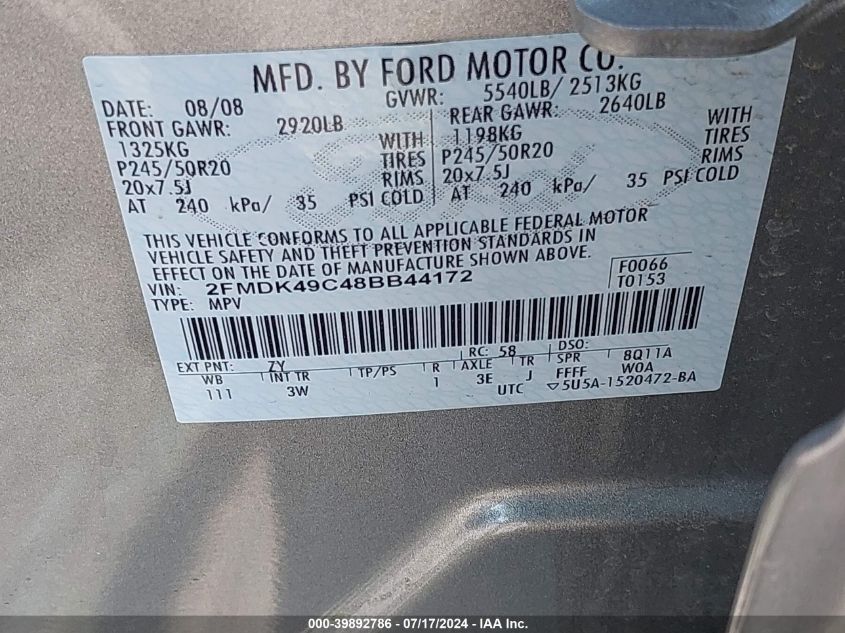 MFD. BY FORD MOTOR CO.
DATE: 08/08 GVWR: 5540LB/ 2513KG
FRONT GAWR: 2920LB REAR GAWR: 2640LB
1325KG WITH 1198KG WITH
P245/50R20 TIRES P245/50R20 TIRES
20x7.5J RIMS 20x7.5J RIMS
AT 240 kPa/ 35 PSI COLD AT 240 kPa/ 35 PSI COLD
THIS VEHICLE CONFORMS TO ALL APPLICABLE FEDERAL MOTOR
VEHICLE SAFETY AND THEFT PREVENTION STANDARDS IN
EFFECT ON THE DATE OF MANUFACTURE SHOWN ABOVE.
VIN: 2FMDK49C48BB44172 F0066
TYPE: MPV T0153
EXT PNT: ZY RC: 58 DSO:
WB INT TR TP/PS R AXLE TR SPR 8Q11A
111 3W 1 3E J FFFF W0A
UTC ▽5U5A-1520472-BA
000-39892786 - 07/17/2024 - IAA Inc.